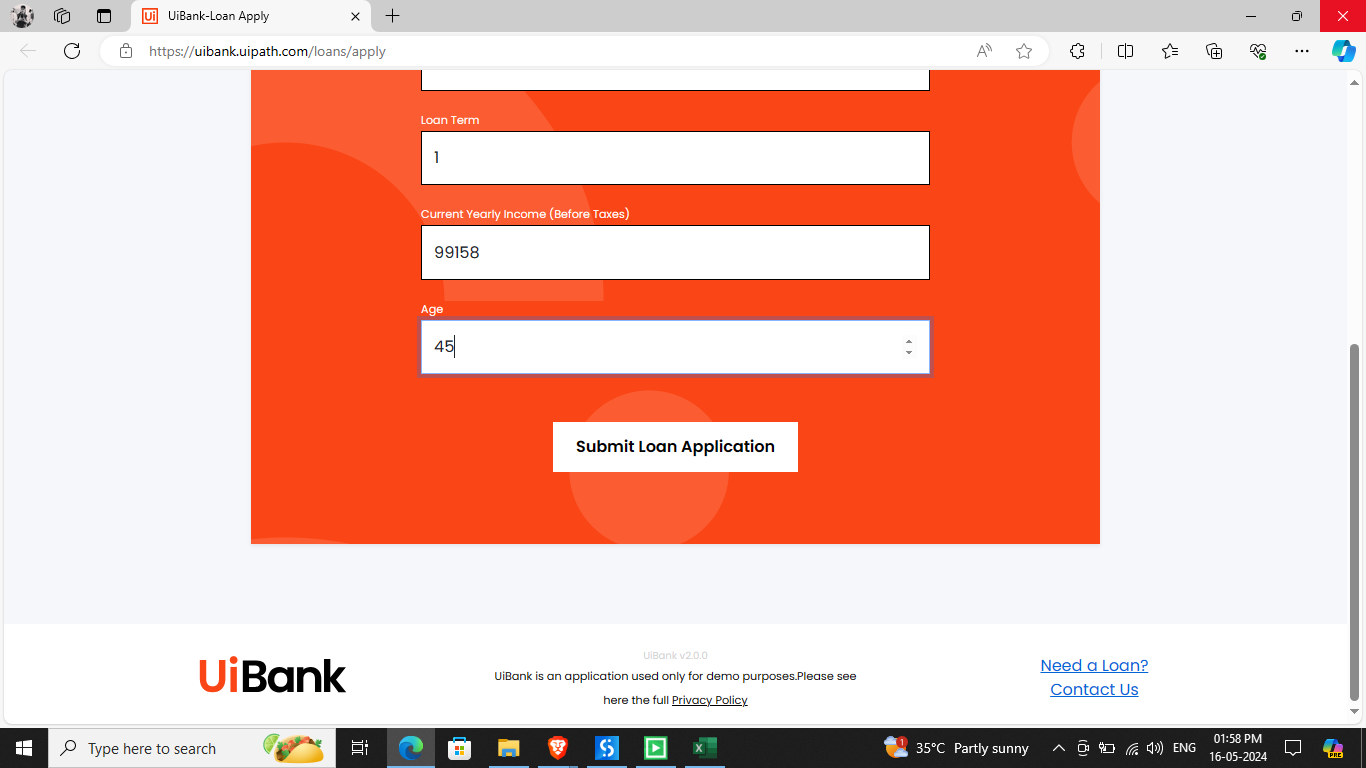 Ui UiBank-Loan Apply
https://uibank.uipath.com/loans/apply
Loan Term
1
Current Yearly Income (Before Taxes)
99158
Age
45
Submit Loan Application
UiBank
UiBank v2.0.0
UiBank is an application used only for demo purposes.Please see
here the full Privacy Policy
Need a Loan?
Contact Us
Type here to search
1
35°C Partly sunny
ENG
01:58 PM
16-05-2024
PRE